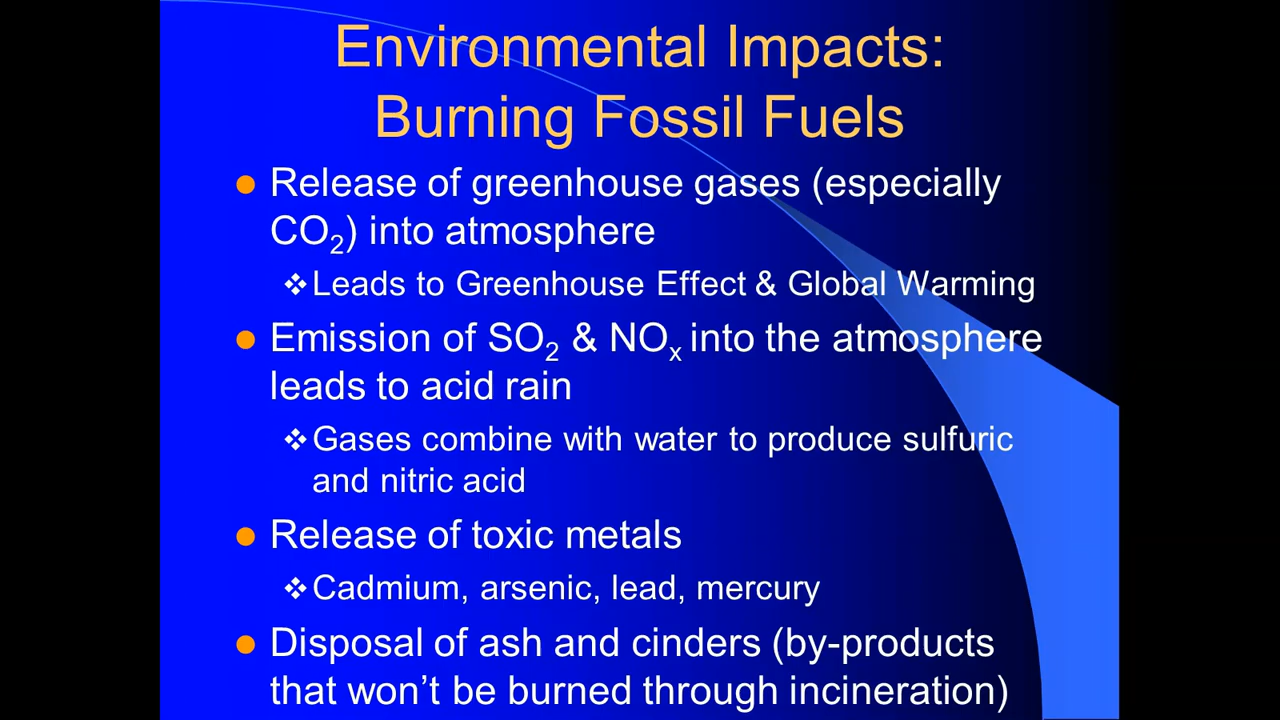 Environmental Impacts:
Burning Fossil Fuels
Release of greenhouse gases (especially
CO₂) into atmosphere
Leads to Greenhouse Effect & Global Warming
Emission of SO₂ & NOₓ into the atmosphere
leads to acid rain
Gases combine with water to produce sulfuric
and nitric acid
Release of toxic metals
Cadmium, arsenic, lead, mercury
Disposal of ash and cinders (by-products
that won’t be burned through incineration)